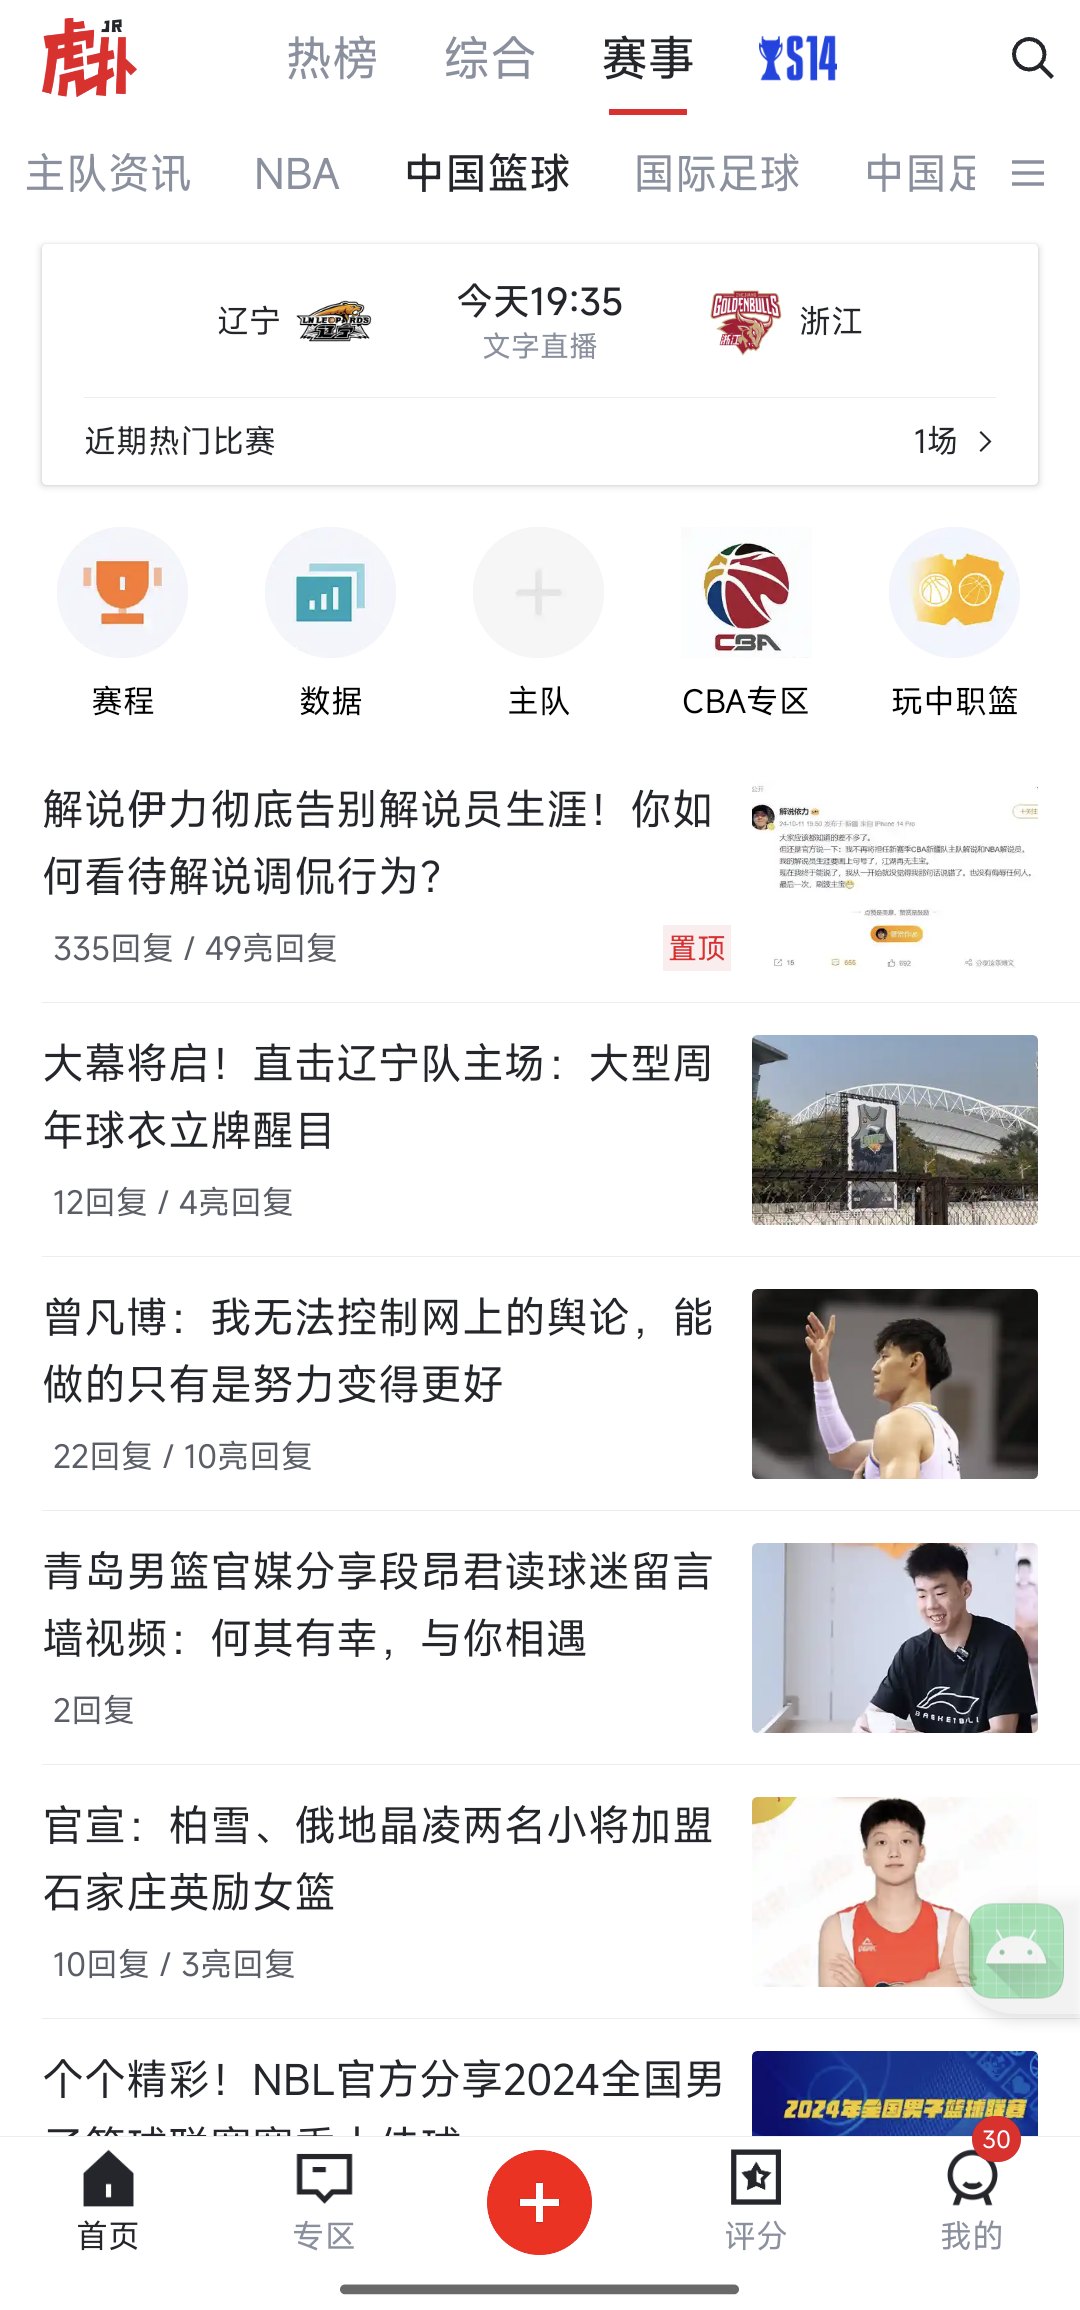 虎扑JR
热榜
综合
赛事
S14
主队资讯
NBA
中国篮球
国际足球
中国足
辽宁
今天19:35
文字直播
浙江
近期热门比赛
1场
赛程
数据
主队
CBA
CBA专区
玩中职篮
解说伊力彻底告别解说员生涯！你如
何看待解说调侃行为？
335回复 / 49亮回复
置顶
大幕将启！直击辽宁队主场：大型周
年球衣立牌醒目
12回复 / 4亮回复
曾凡博：我无法控制网上的舆论，能
做的只有是努力变得更好
22回复 / 10亮回复
青岛男篮官媒分享段昂君读球迷留言
墙视频：何其有幸，与你相遇
2回复
BASKETBALL
官宣：柏雪、俄地晶凌两名小将加盟
石家庄英励女篮
10回复 / 3亮回复
PEAK
个个精彩！NBL官方分享2024全国男
2024年全国男子篮球联赛
首页
专区
评分
30
我的